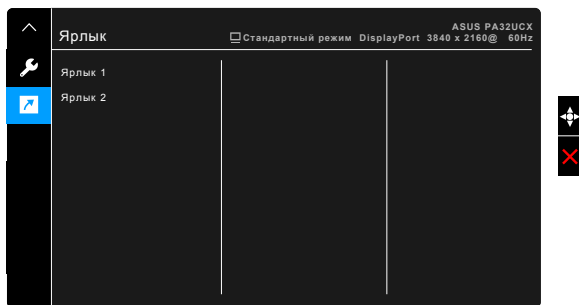 ASUS PA32UCX
Ярлык
Стандартный режим DisplayPort 3840 x 2160@ 60Hz
Ярлык 1
Ярлык 2